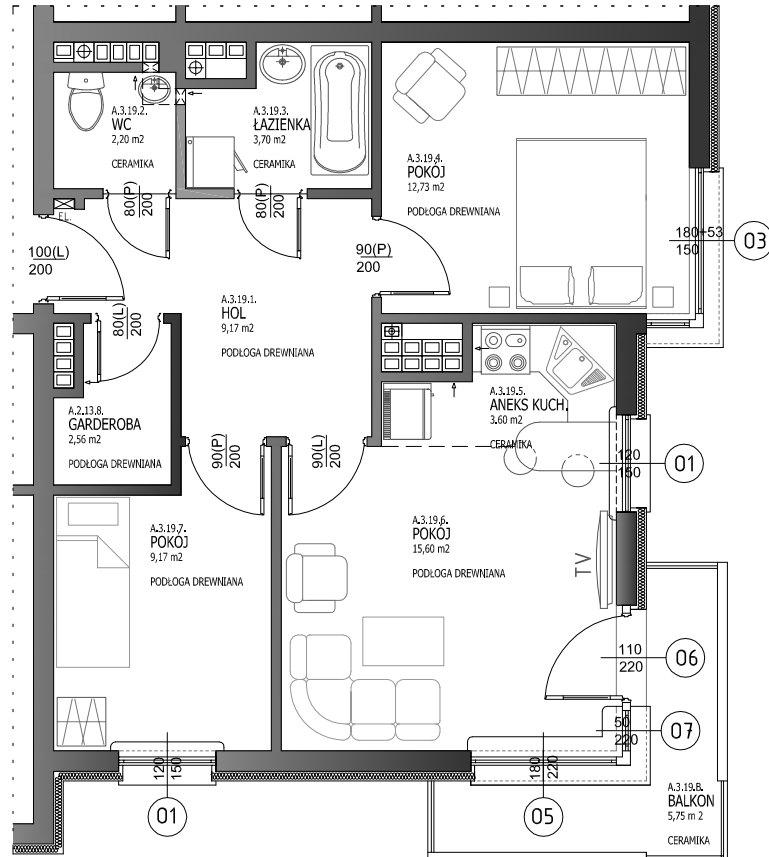 A.3.19.2.
WC
2,20 m2
CERAMIKA
A.3.19.3.
ŁAZIENKA
3,70 m2
CERAMIKA
A.3.19.4.
POKÓJ
12,73 m2
PODŁOGA DREWNIANA
180+53
150
03
EL.
80(P)
200
80(P)
200
100(L)
200
90(P)
200
80(L)
200
A.3.19.1.
HOL
9,17 m2
PODŁOGA DREWNIANA
A.2.13.8.
GARDEROBA
2,56 m2
PODŁOGA DREWNIANA
A.3.19.5.
ANEKS KUCH.
3.60 m2
CERAMIKA
120
150
01
90(P)
200
90(L)
200
A.3.19.7.
POKÓJ
9,17 m2
PODŁOGA DREWNIANA
A.3.19.6.
POKÓJ
15,60 m2
PODŁOGA DREWNIANA
TV
110
220
06
50
220
07
120
150
01
180
220
05
A.3.19.B.
BALKON
5,75 m 2
CERAMIKA